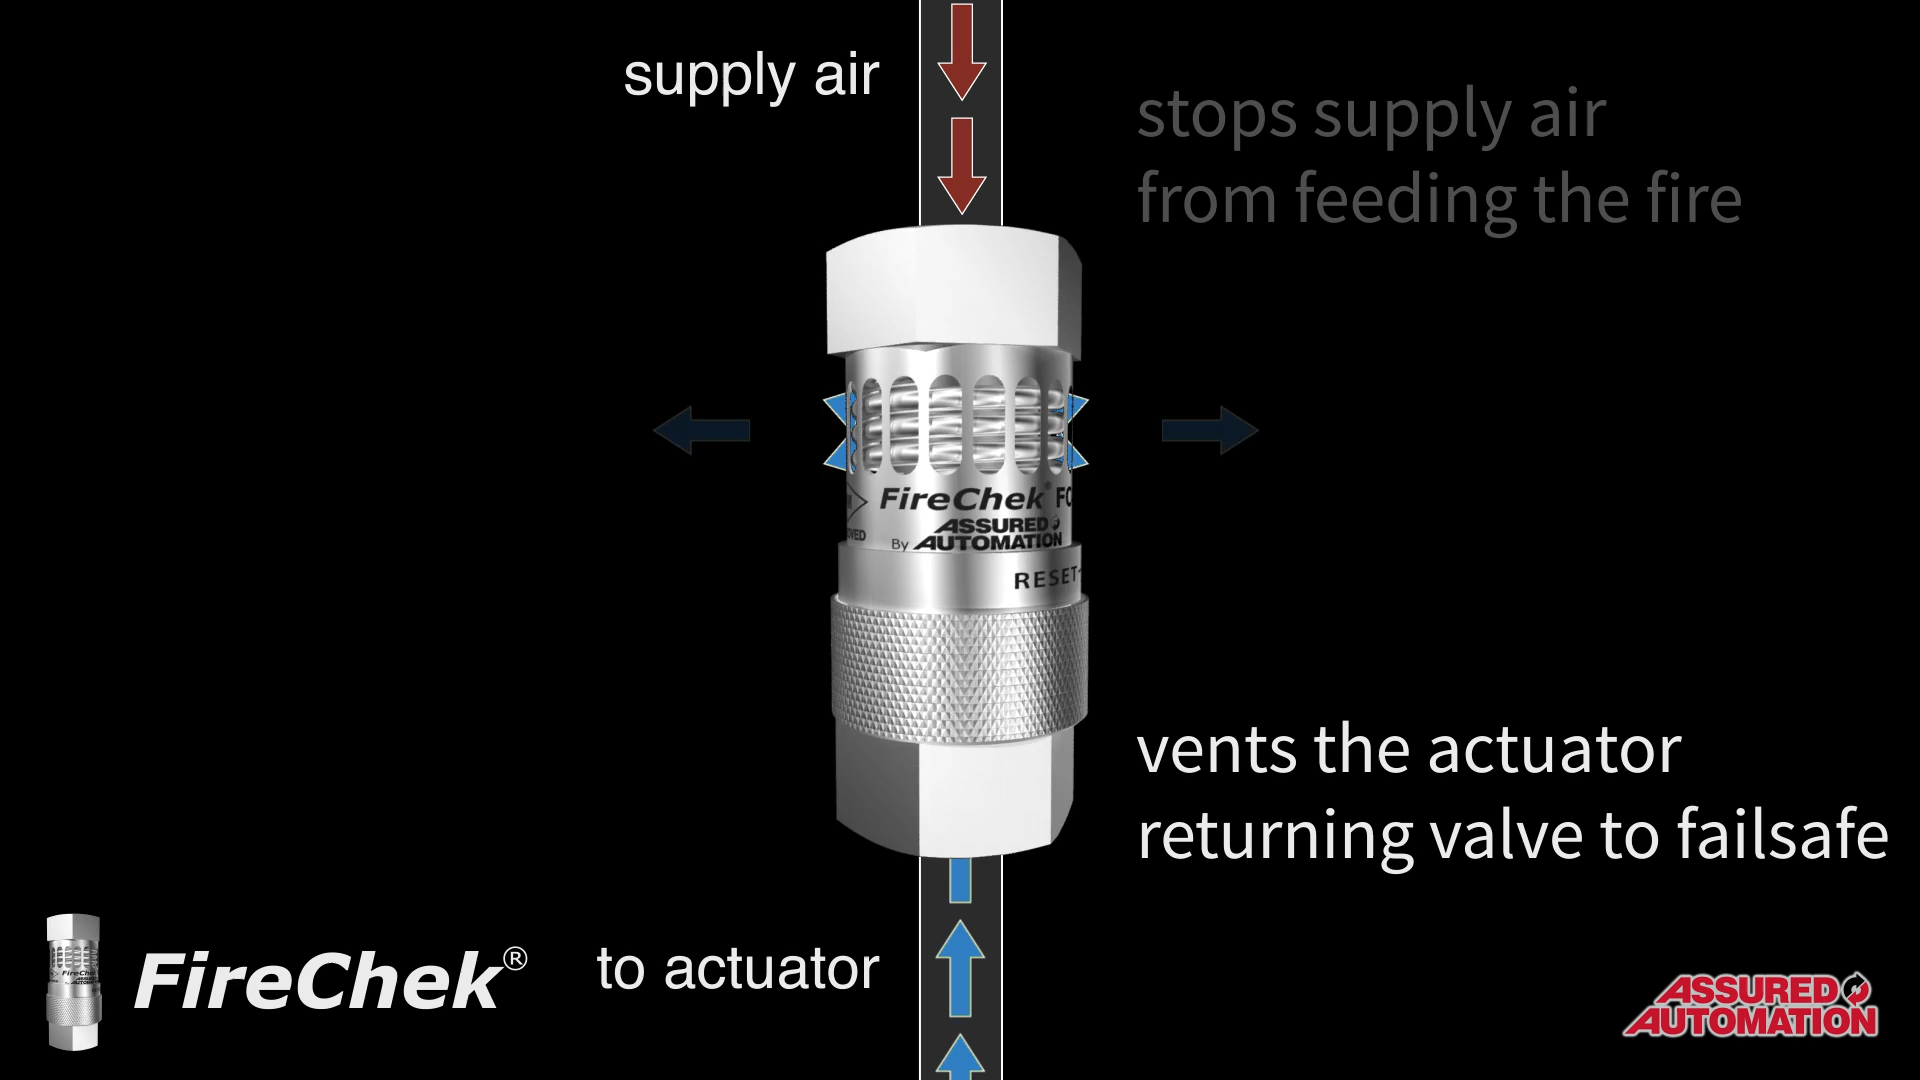 supply air
stops supply air
from feeding the fire
FireChek® FC
By ASSURED AUTOMATION
RESET
vents the actuator
returning valve to failsafe
FireChek®
to actuator
ASSURED
AUTOMATION